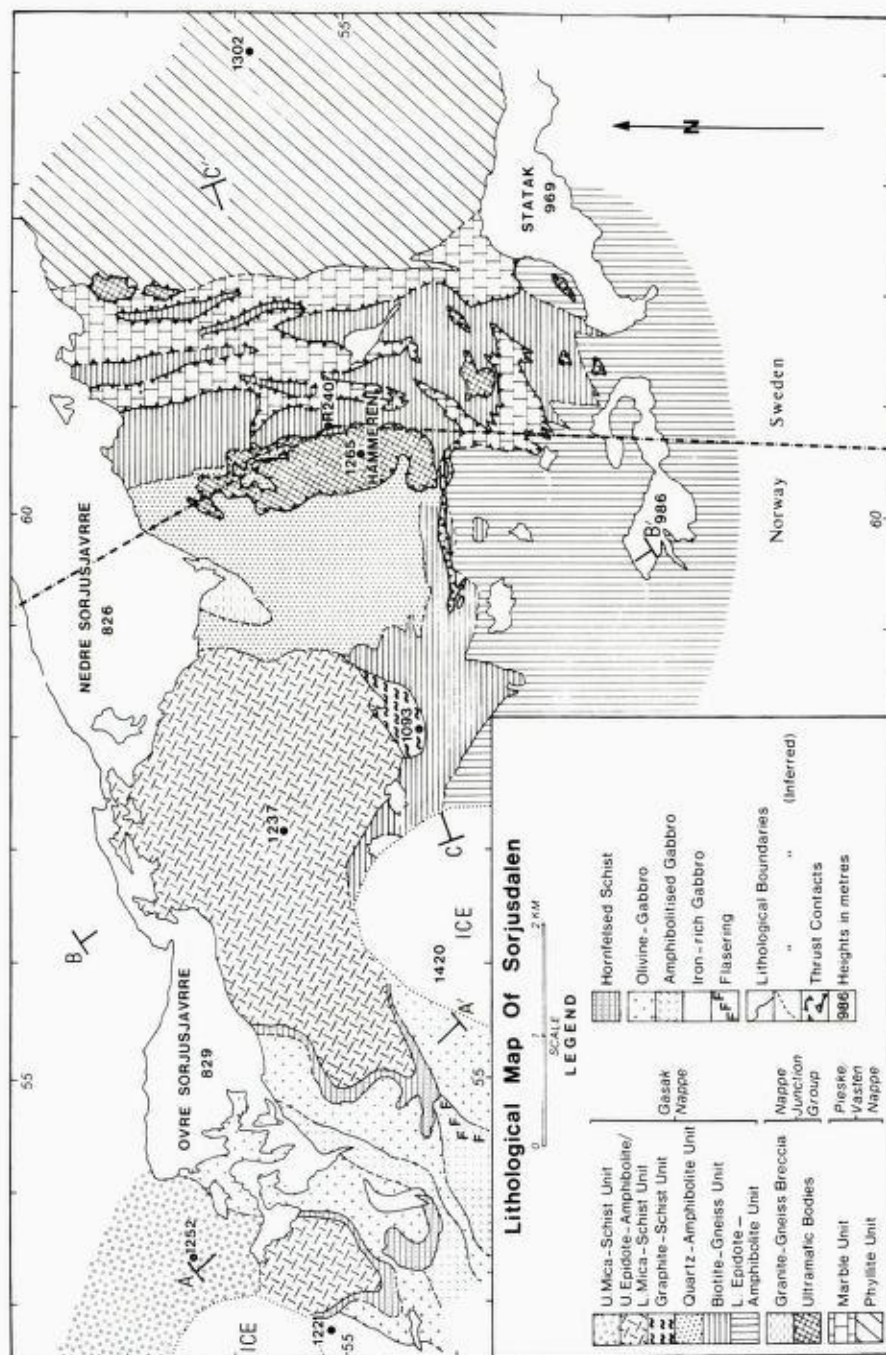 NEDRE SORJUSJAVRRE
826
OVRE SORJUSJAVRRE
829
STATAK
969
HAMMEREN
1265
R240
1302
1237
1093
1252
1221
1420
986
ICE
ICE
A
A'
B
B'
C
C'
F F F
N
Norway
Sweden
55
60
55
55
60
55
Lithological Map Of Sorjusdalen
0 1 2 KM
SCALE
LEGEND
U. Mica-Schist Unit
U. Epidote-Amphibolite/
L. Mica-Schist Unit
Graphite-Schist Unit
Quartz-Amphibolite Unit
Biotite-Gneiss Unit
L. Epidote-
Amphibolite Unit
Gasak
Nappe
Granite-Gneiss Breccia
Ultramafic Bodies
Nappe
Junction
Group
Marble Unit
Phyllite Unit
Pieske
Vasten
Nappe
Hornfelsed Schist
Olivine-Gabbro
Amphibolitised Gabbro
Iron-rich Gabbro
F F F Flasering
Lithological Boundaries
" " (Inferred)
Thrust Contacts
986 Heights in metres